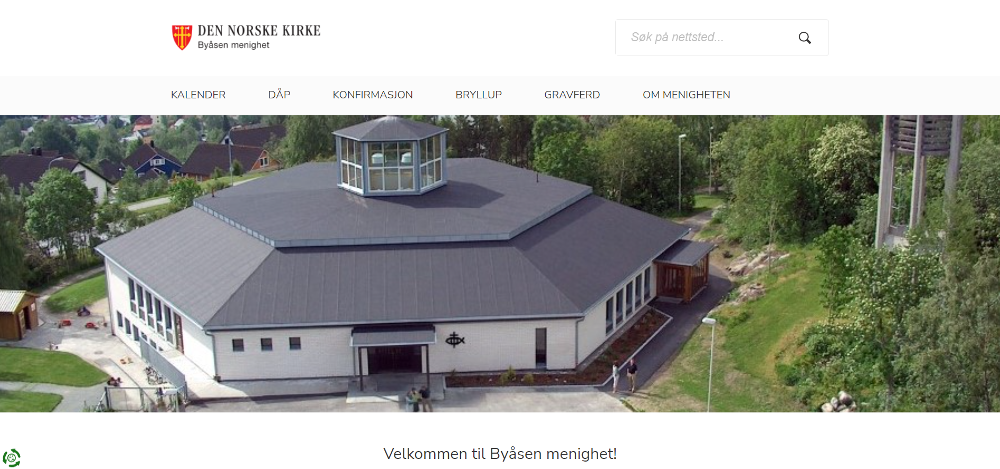 DEN NORSKE KIRKE
Byåsen menighet
Søk på nettsted...
KALENDER
DÅP
KONFIRMASJON
BRYLLUP
GRAVFERD
OM MENIGHETEN
Velkommen til Byåsen menighet!